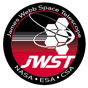 James Webb Space Telescope
JWST
NASA • ESA • CSA